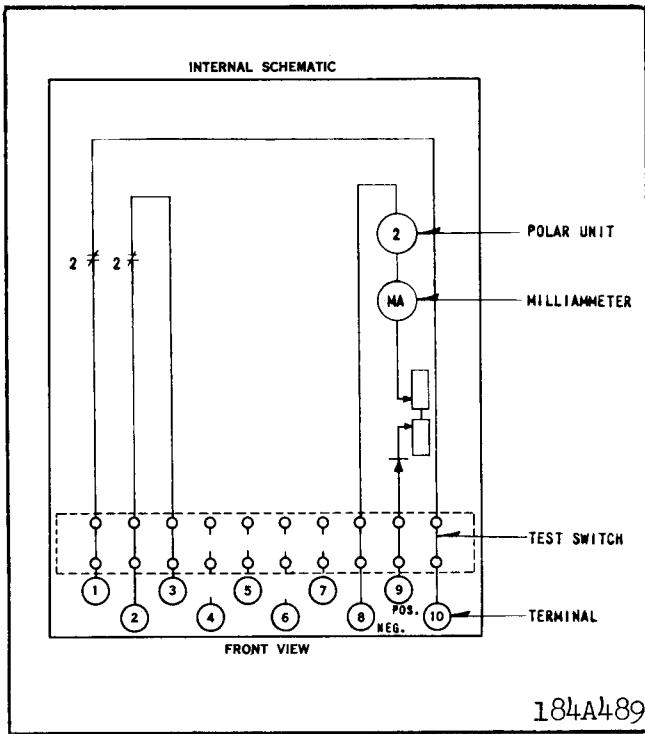 INTERNAL SCHEMATIC
2
POLAR UNIT
2
2
MA
MILLIAMMETER
TEST SWITCH
1
3
5
7
9
2
4
6
8
POS.
NEG.
10
TERMINAL
FRONT VIEW
184A489